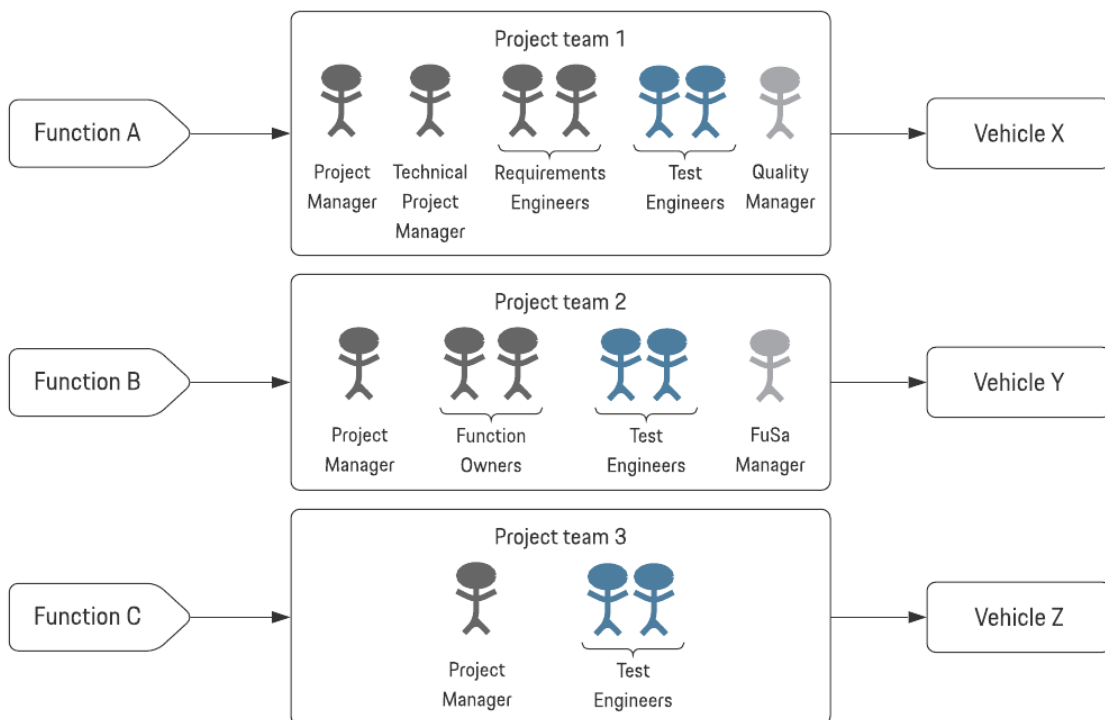 Project team 1
Function A
Vehicle X
Project
Manager
Technical
Project
Manager
Requirements
Engineers
Test
Engineers
Quality
Manager
Project team 2
Function B
Vehicle Y
Project
Manager
Function
Owners
Test
Engineers
FuSa
Manager
Project team 3
Function C
Vehicle Z
Project
Manager
Test
Engineers